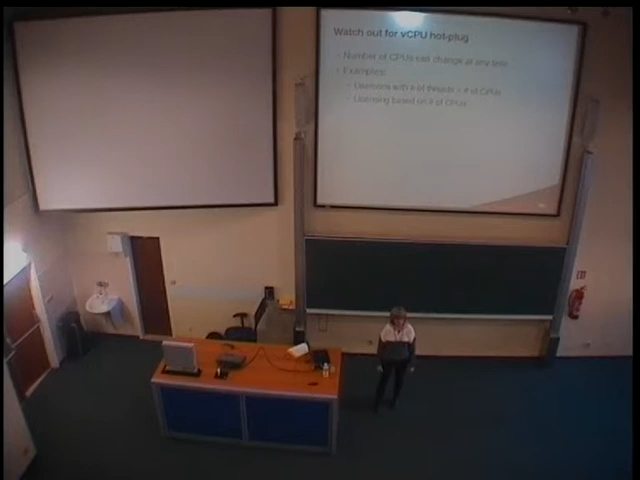 Watch out for vCPU hot-plug
Number of CPUs can change at any time
Examples:
Daemons with # of threads = # of CPUs
Licensing based on # of CPUs